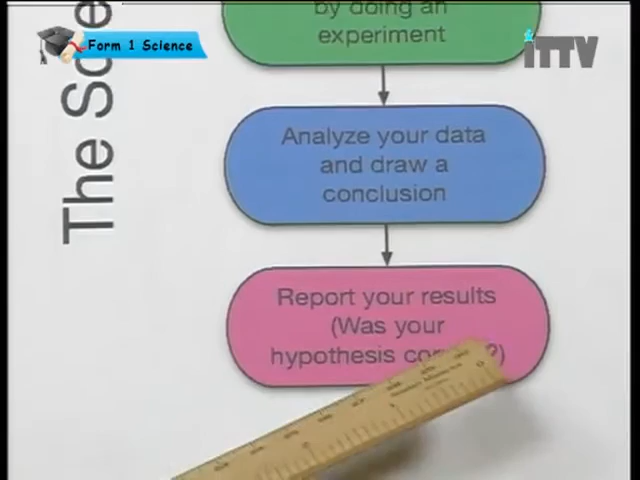 Form 1 Science
iTTV
The Sc
by doing an
experiment
Analyze your data
and draw a
conclusion
Report your results
(Was your
hypothesis ?)